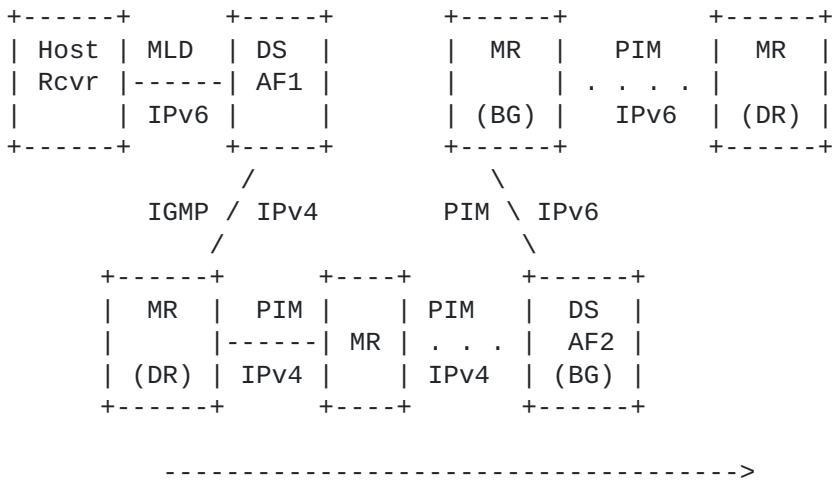 Host MLD DS MR PIM MR
Rcvr AF1 . . . .
IPv6 (BG) IPv6 (DR)
IGMP / IPv4 PIM \ IPv6
MR PIM PIM DS
MR . . . AF2
(DR) IPv4 IPv4 (BG)